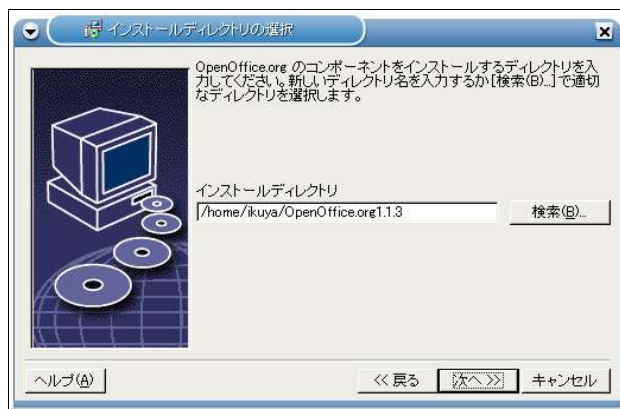 インストールディレクトリの選択
OpenOffice.org のコンポーネントをインストールするディレクトリを入
力してください。新しいディレクトリ名を入力するか[検索(B)...]で適切
なディレクトリを選択します。
インストールディレクトリ
/home/ikuya/OpenOffice.org1.1.3
検索(B)...
ヘルプ(A)
<< 戻る
次へ >>
キャンセル